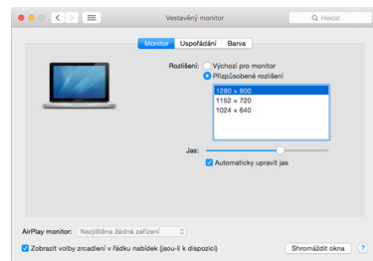 Vestavěný monitor
Hledat
Monitor Uspořádání Barva
Rozlišení: Výchozí pro monitor
Přizpůsobené rozlišení
1280 × 800
1152 × 720
1024 × 640
Jas:
Automaticky upravit jas
AirPlay monitor: Nezjištěna žádná zařízení
Zobrazit volby zrcadlení v řádku nabídek (jsou-li k dispozici)
Shromáždit okna ?